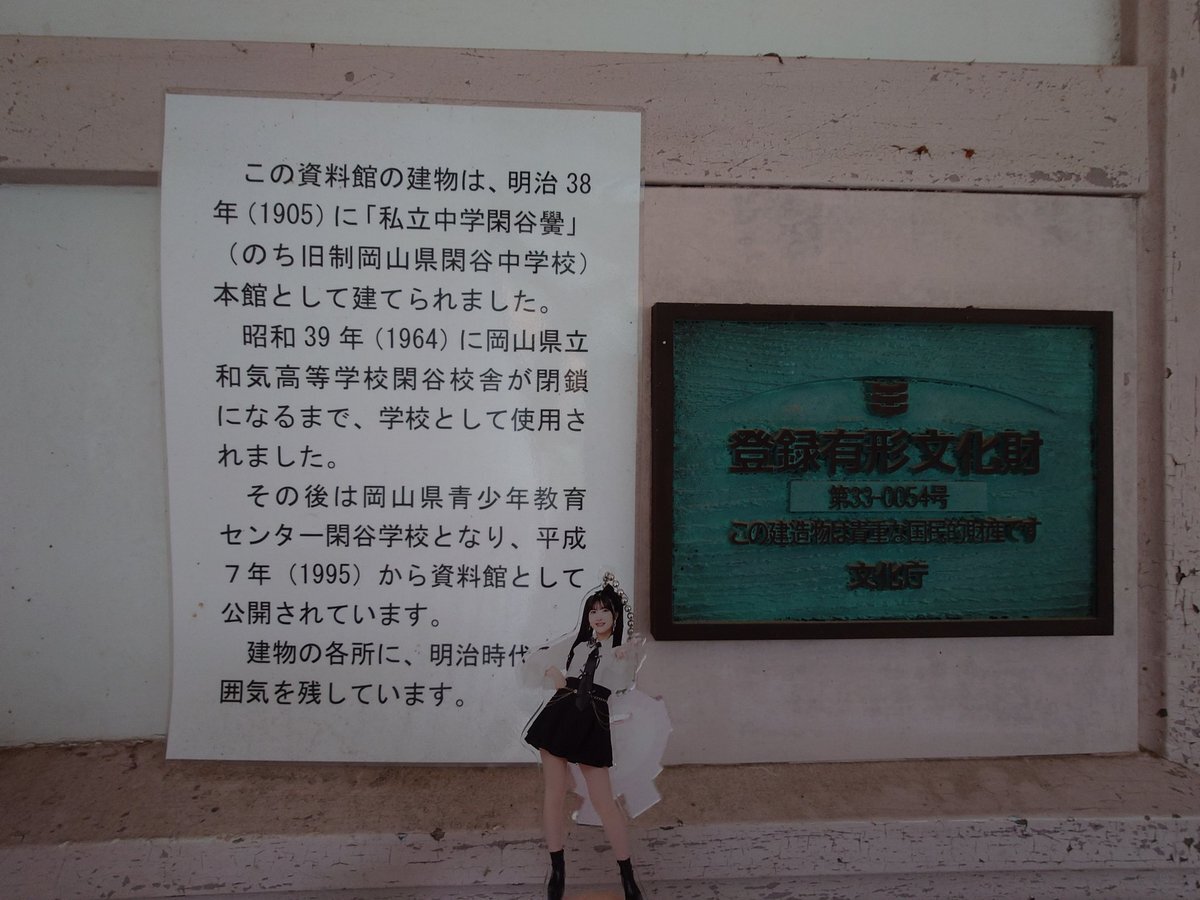 この資料館の建物は、明治38
年(1905)に「私立中学閑谷黌」
(のち旧制岡山県閑谷中学校)
本館として建てられました。
昭和39年(1964)に岡山県立
和気高等学校閑谷校舎が閉鎖
になるまで、学校として使用さ
れました。
その後は岡山県青少年教育
センター閑谷学校となり、平成
7年(1995)から資料館として
公開されています。
建物の各所に、明治時代
囲気を残しています。
登録有形文化財
第33-0054号
この建造物は貴重な国民的財産です
文化庁